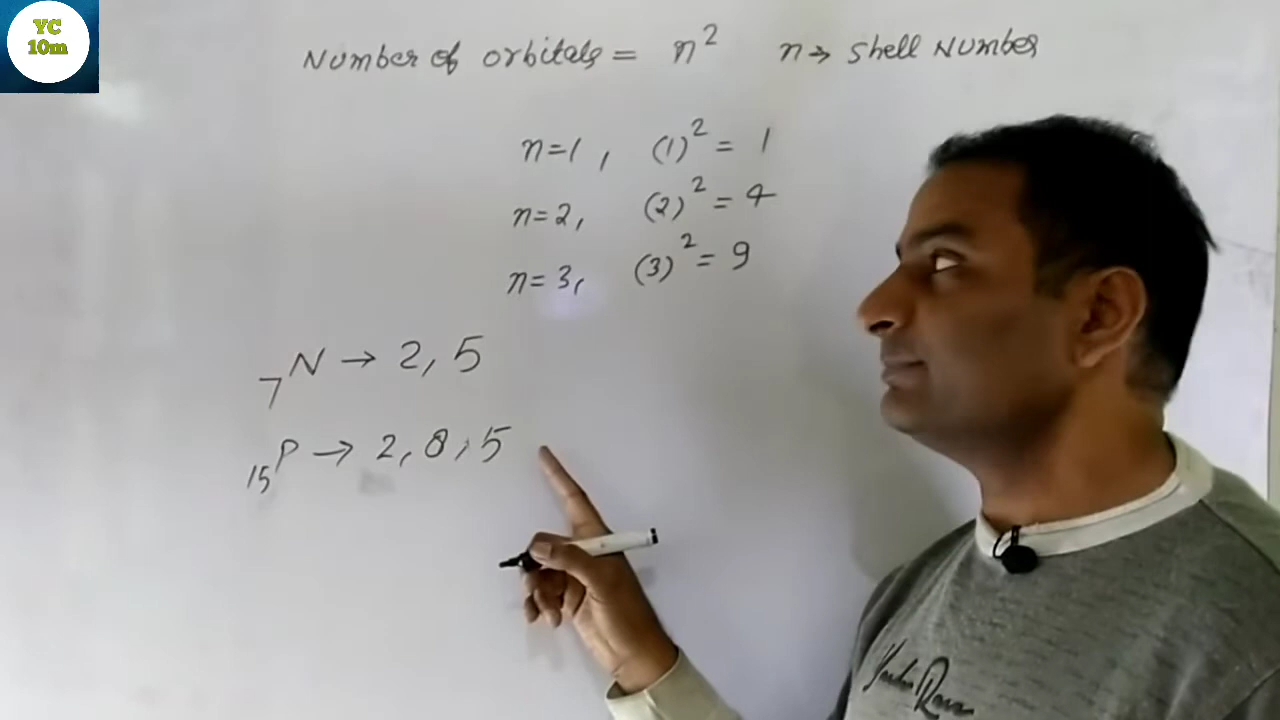 YC
10m
Number of orbitals = n² n → Shell Number
n=1, (1)² = 1
n=2, (2)² = 4
n=3, (3)² = 9
₇N → 2, 5
₁₅P → 2, 8, 5